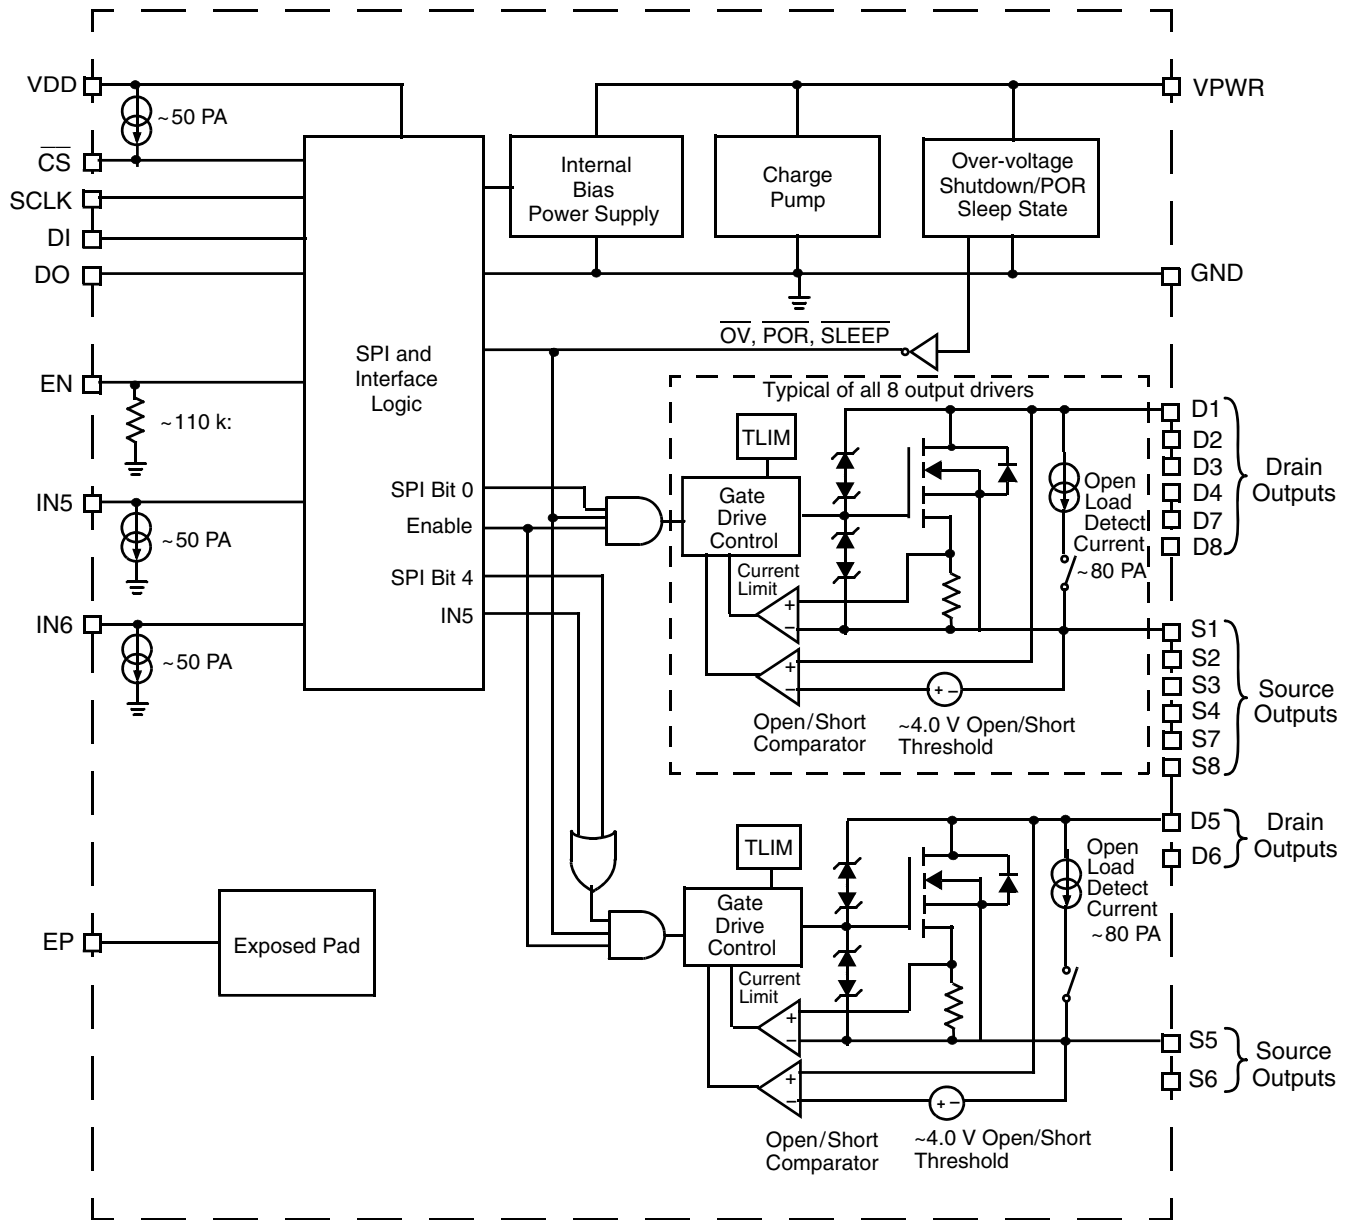 VDD
~50 PA
CS
SCLK
DI
DO
EN
~110 k:
IN5
~50 PA
IN6
~50 PA
EP
Exposed Pad
SPI and
Interface
Logic
SPI Bit 0
Enable
SPI Bit 4
IN5
Internal
Bias
Power Supply
Charge
Pump
Over-voltage
Shutdown/POR
Sleep State
VPWR
GND
OV, POR, SLEEP
Typical of all 8 output drivers
TLIM
Gate
Drive
Control
Current
Limit
+
–
+
–
Open/Short
Comparator
+ –
~4.0 V Open/Short
Threshold
Open
Load
Detect
Current
~80 PA
D1
D2
D3
D4
D7
D8
Drain
Outputs
S1
S2
S3
S4
S7
S8
Source
Outputs
TLIM
Gate
Drive
Control
Current
Limit
+
–
+
–
Open/Short
Comparator
+ –
~4.0 V Open/Short
Threshold
Open
Load
Detect
Current
~80 PA
D5
D6
Drain
Outputs
S5
S6
Source
Outputs